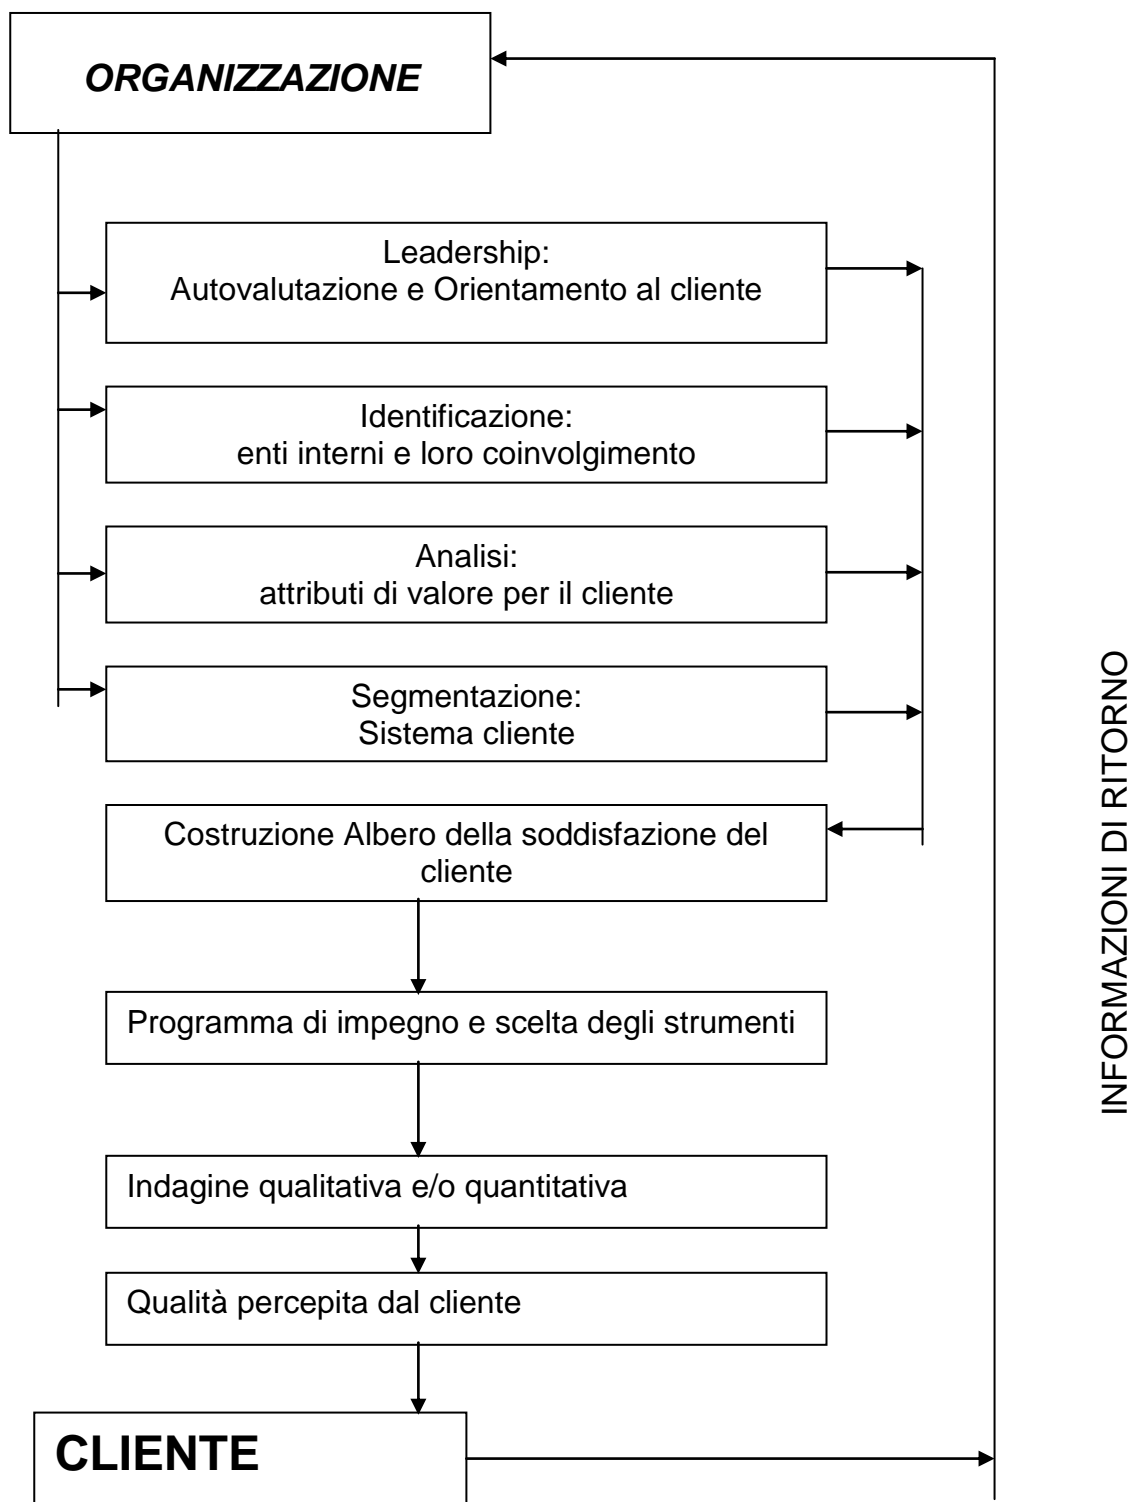 ORGANIZZAZIONE
Leadership:
Autovalutazione e Orientamento al cliente
Identificazione:
enti interni e loro coinvolgimento
Analisi:
attributi di valore per il cliente
Segmentazione:
Sistema cliente
Costruzione Albero della soddisfazione del
cliente
Programma di impegno e scelta degli strumenti
Indagine qualitativa e/o quantitativa
Qualità percepita dal cliente
CLIENTE
INFORMAZIONI DI RITORNO